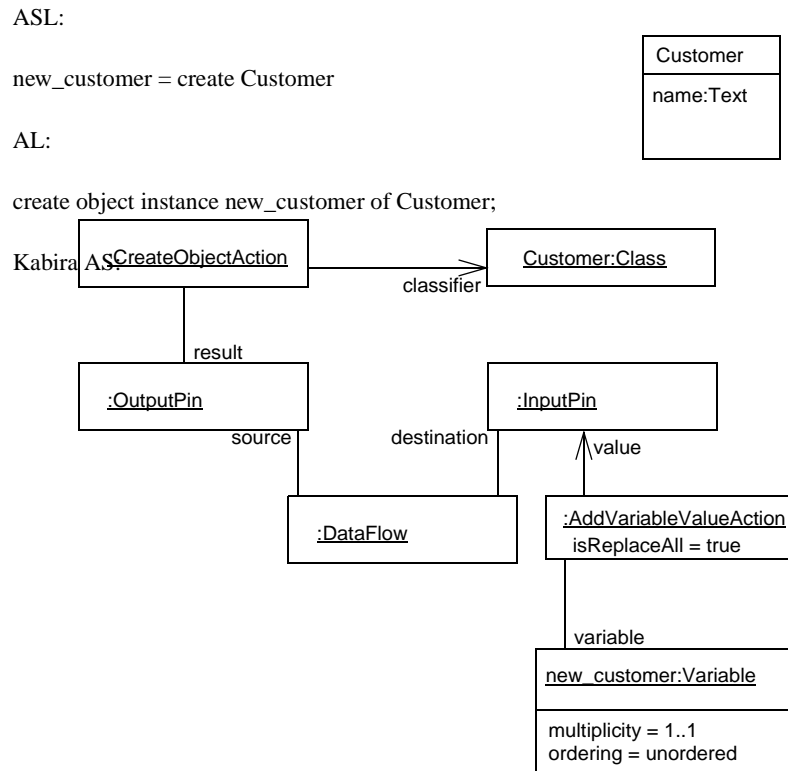 ASL:
Customer
new_customer = create Customer
name:Text
AL:
create object instance new_customer of Customer;
Kabira AS:
:CreateObjectAction
Customer:Class
classifier
result
:OutputPin
:InputPin
source
destination
value
:DataFlow
:AddVariableValueAction
isReplaceAll = true
variable
new_customer:Variable
multiplicity = 1..1
ordering = unordered